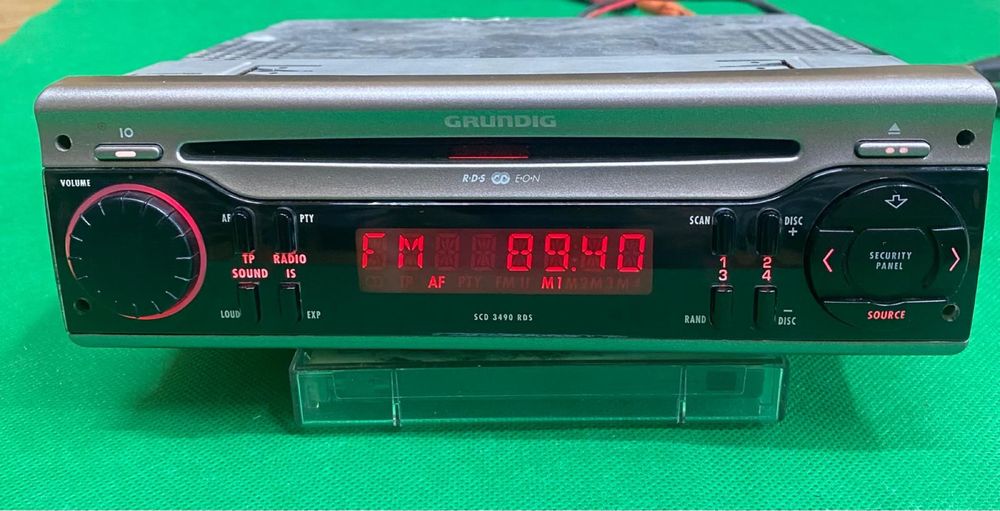 GRUNDIG
IO
R·D·S CD E·O·N
VOLUME
AF
PTY
TP
SOUND
RADIO
IS
LOUD
EXP
FM 89.40
TP AF PTY FM II M1 M2 M3 M4
SCD 3490 RDS
SCAN
DISC
+
1
3
2
4
RAND
−
DISC
SECURITY
PANEL
SOURCE